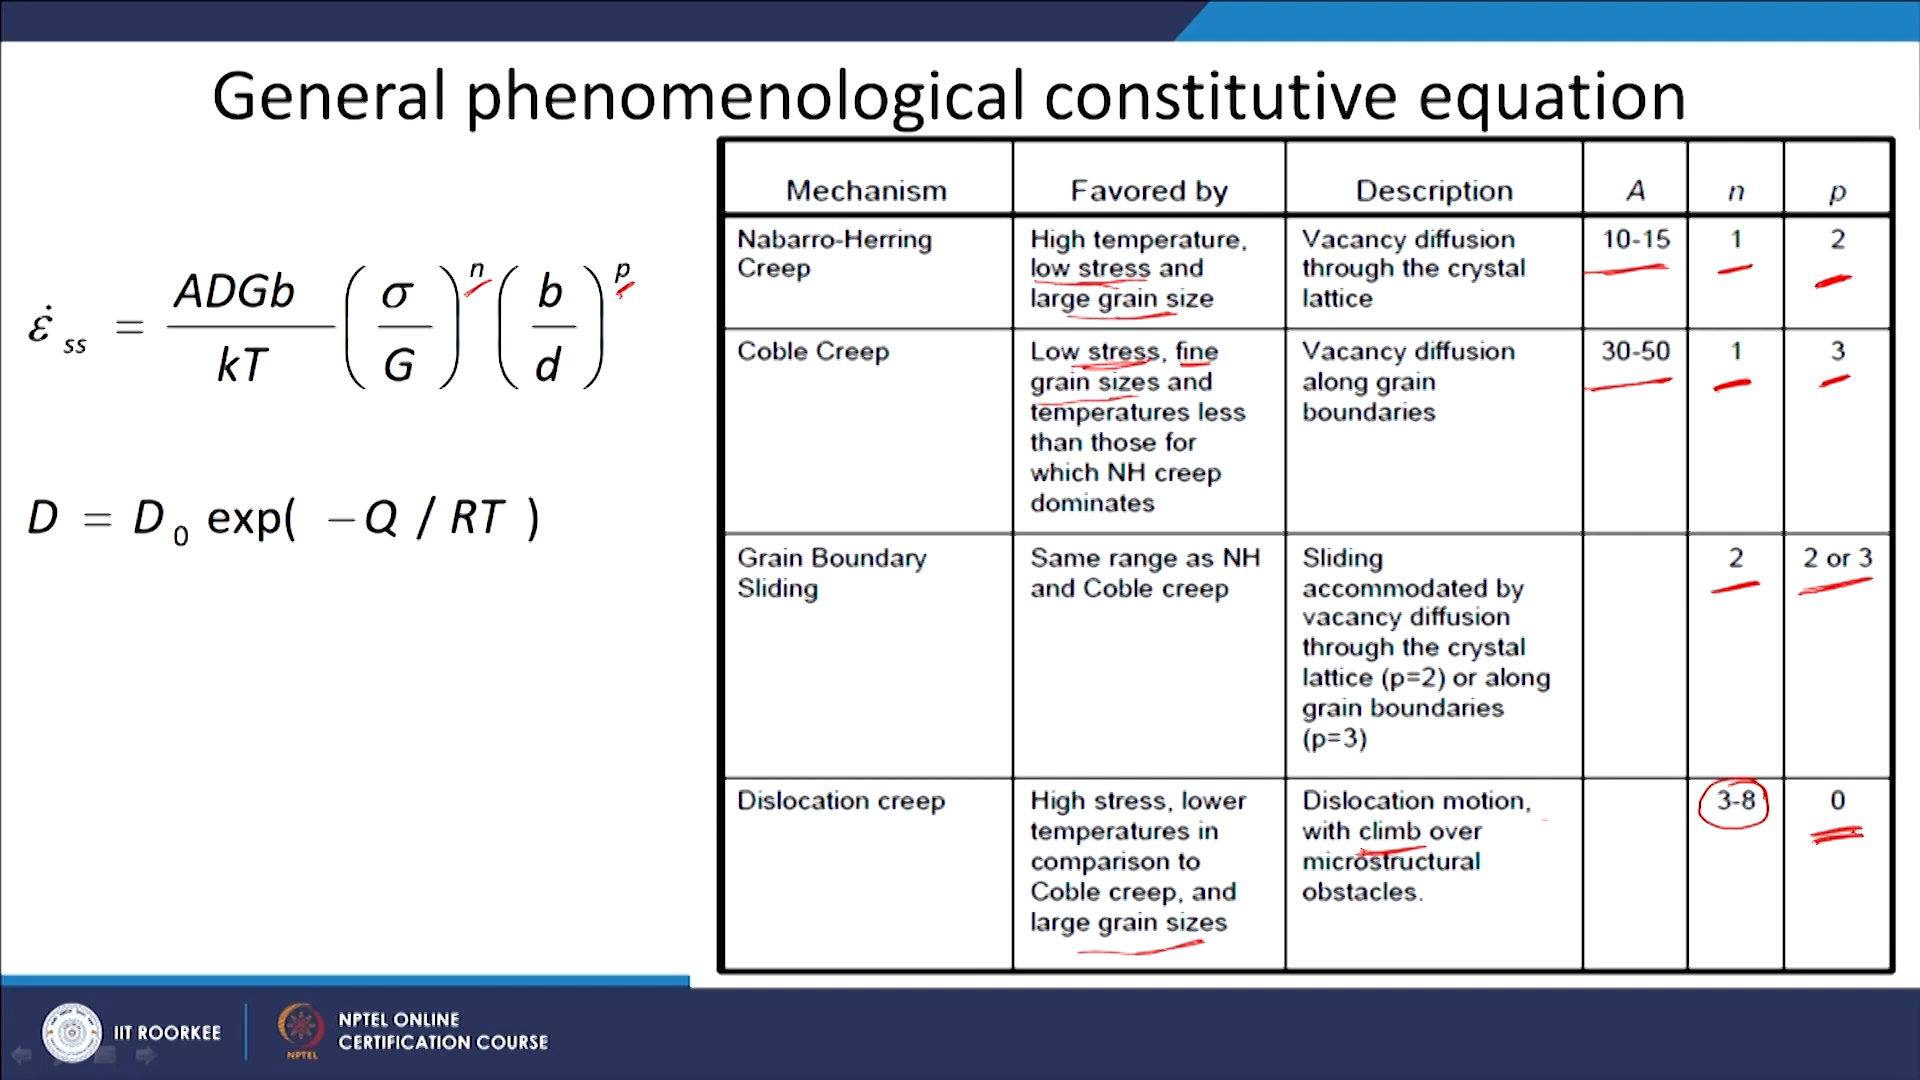 General phenomenological constitutive equation
ε̇ ss = ADGb / kT (σ / G)^n (b / d)^p
D = D0 exp( −Q / RT )
Mechanism Favored by Description A n p
Nabarro-Herring
Creep
High temperature,
low stress and
large grain size
Vacancy diffusion
through the crystal
lattice
10-15
1
2
Coble Creep
Low stress, fine
grain sizes and
temperatures less
than those for
which NH creep
dominates
Vacancy diffusion
along grain
boundaries
30-50
1
3
Grain Boundary
Sliding
Same range as NH
and Coble creep
Sliding
accommodated by
vacancy diffusion
through the crystal
lattice (p=2) or along
grain boundaries
(p=3)
2
2 or 3
Dislocation creep
High stress, lower
temperatures in
comparison to
Coble creep, and
large grain sizes
Dislocation motion,
with climb over
microstructural
obstacles.
3-8
0
IIT ROORKEE
NPTEL
NPTEL ONLINE
CERTIFICATION COURSE